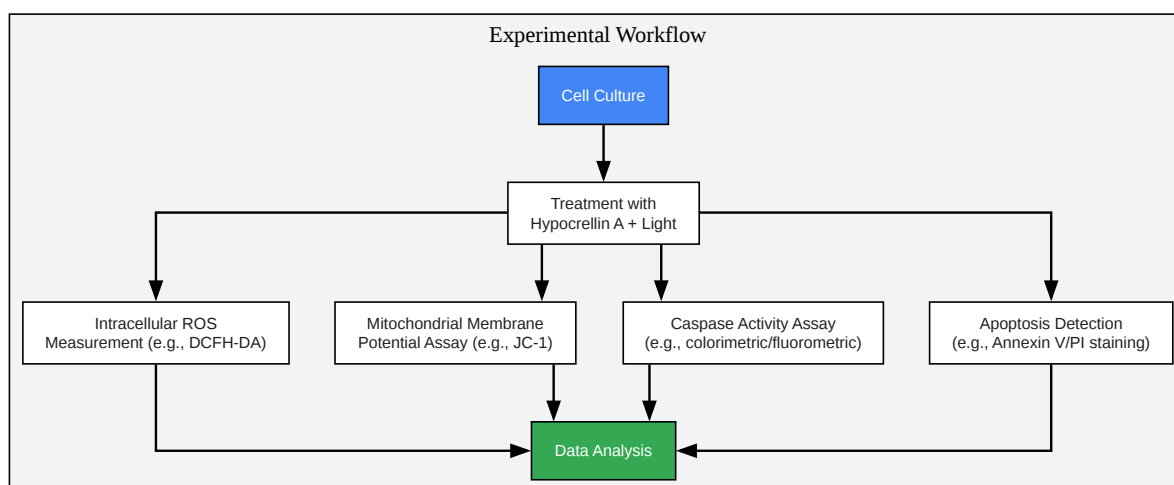 Experimental Workflow
Cell Culture
Treatment with
Hypocrellin A + Light
Intracellular ROS
Measurement (e.g., DCFH-DA)
Mitochondrial Membrane
Potential Assay (e.g., JC-1)
Caspase Activity Assay
(e.g., colorimetric/fluorometric)
Apoptosis Detection
(e.g., Annexin V/PI staining)
Data Analysis